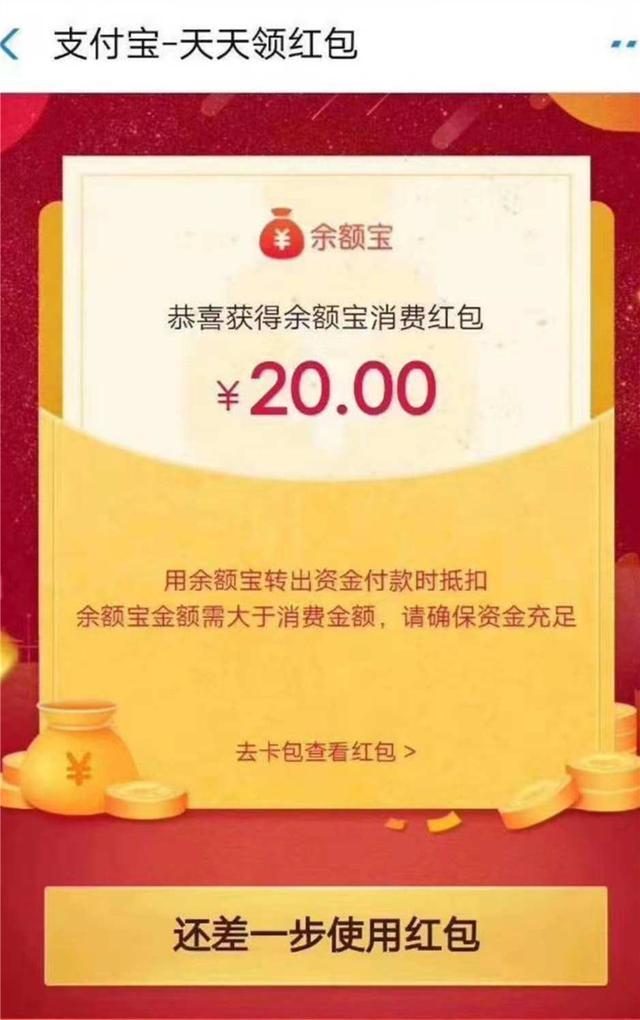 支付宝-天天领红包
¥ 余额宝
恭喜获得余额宝消费红包
¥20.00
用余额宝转出资金付款时抵扣
余额宝金额需大于消费金额，请确保资金充足
去卡包查看红包 >
¥
还差一步使用红包